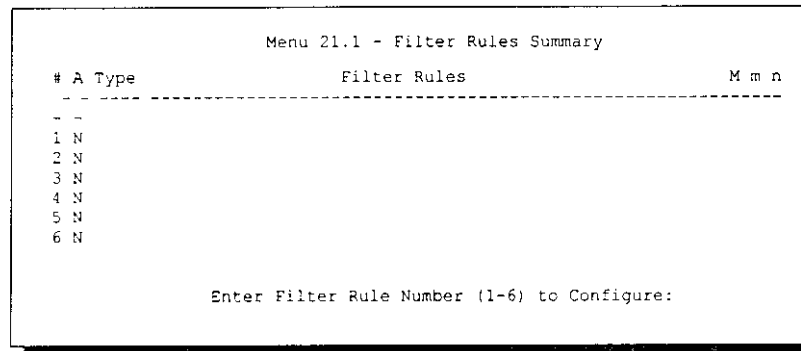 Menu 21.1 - Filter Rules Summary
# A Type Filter Rules M m n
- - ---- --------------------------------------------------------------- - - -
- -
1 N
2 N
3 N
4 N
5 N
6 N
Enter Filter Rule Number (1-6) to Configure: